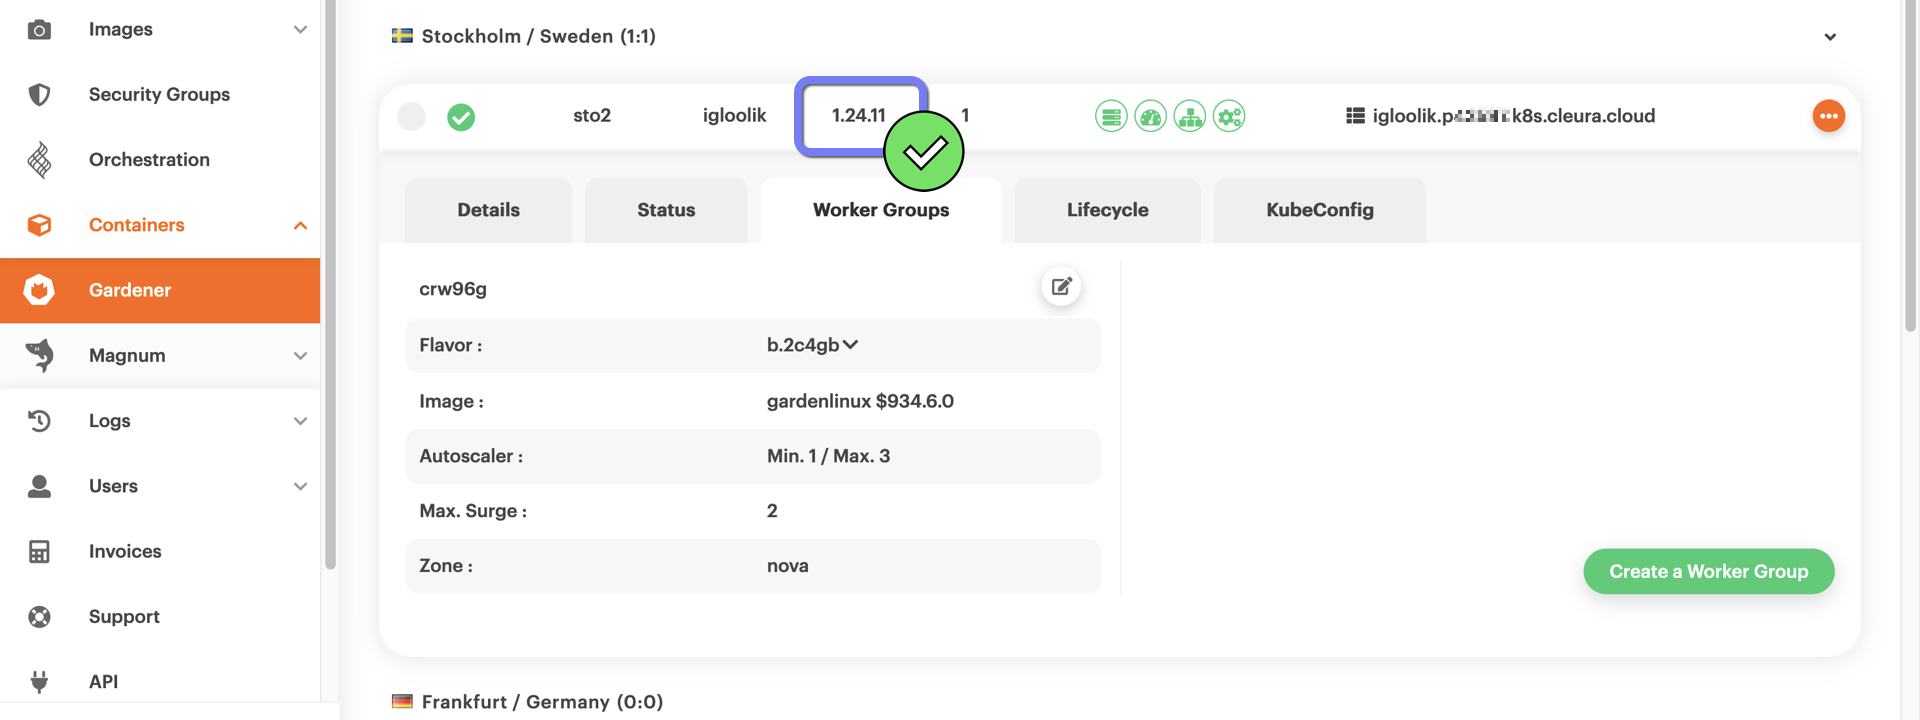 Images
Security Groups
Orchestration
Containers
Gardener
Magnum
Logs
Users
Invoices
Support
API
Stockholm / Sweden (1:1)
sto2 igloolik 1.24.11 1 igloolik.p k8s.cleura.cloud
Details Status Worker Groups Lifecycle KubeConfig
crw96g
Flavor : b.2c4gb
Image : gardenlinux $934.6.0
Autoscaler : Min. 1 / Max. 3
Max. Surge : 2
Zone : nova
Create a Worker Group
Frankfurt / Germany (0:0)